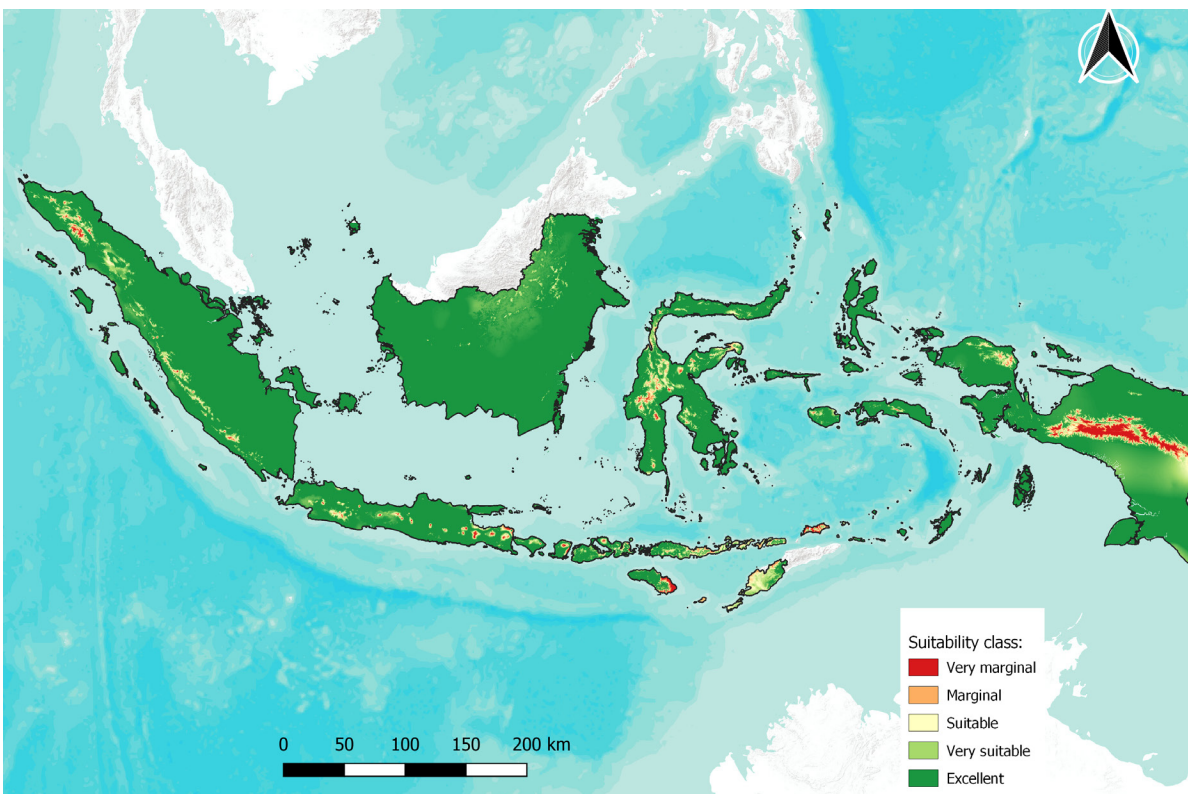 0 50 100 150 200 km
Suitability class:
Very marginal
Marginal
Suitable
Very suitable
Excellent